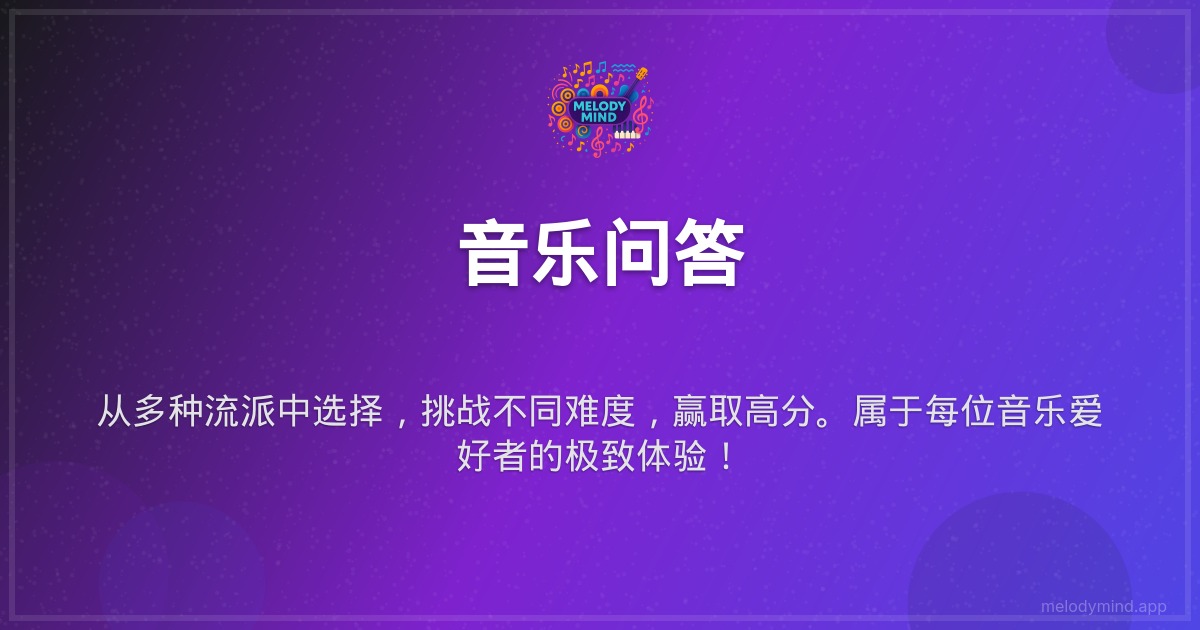 MELODY
MIND
音乐问答
从多种流派中选择，挑战不同难度，赢取高分。属于每位音乐爱
好者的极致体验！
melodymind.app